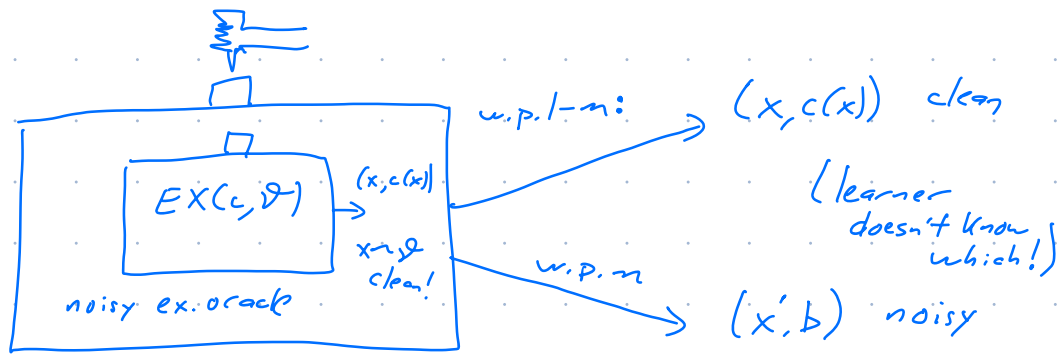 w.p. 1-η:
(x, c(x)) clean
EX(c, D)
(x, c(x))
x~D
clean!
(learner
doesn't know
which!)
w.p. η
noisy ex. oracle
(x', b) noisy